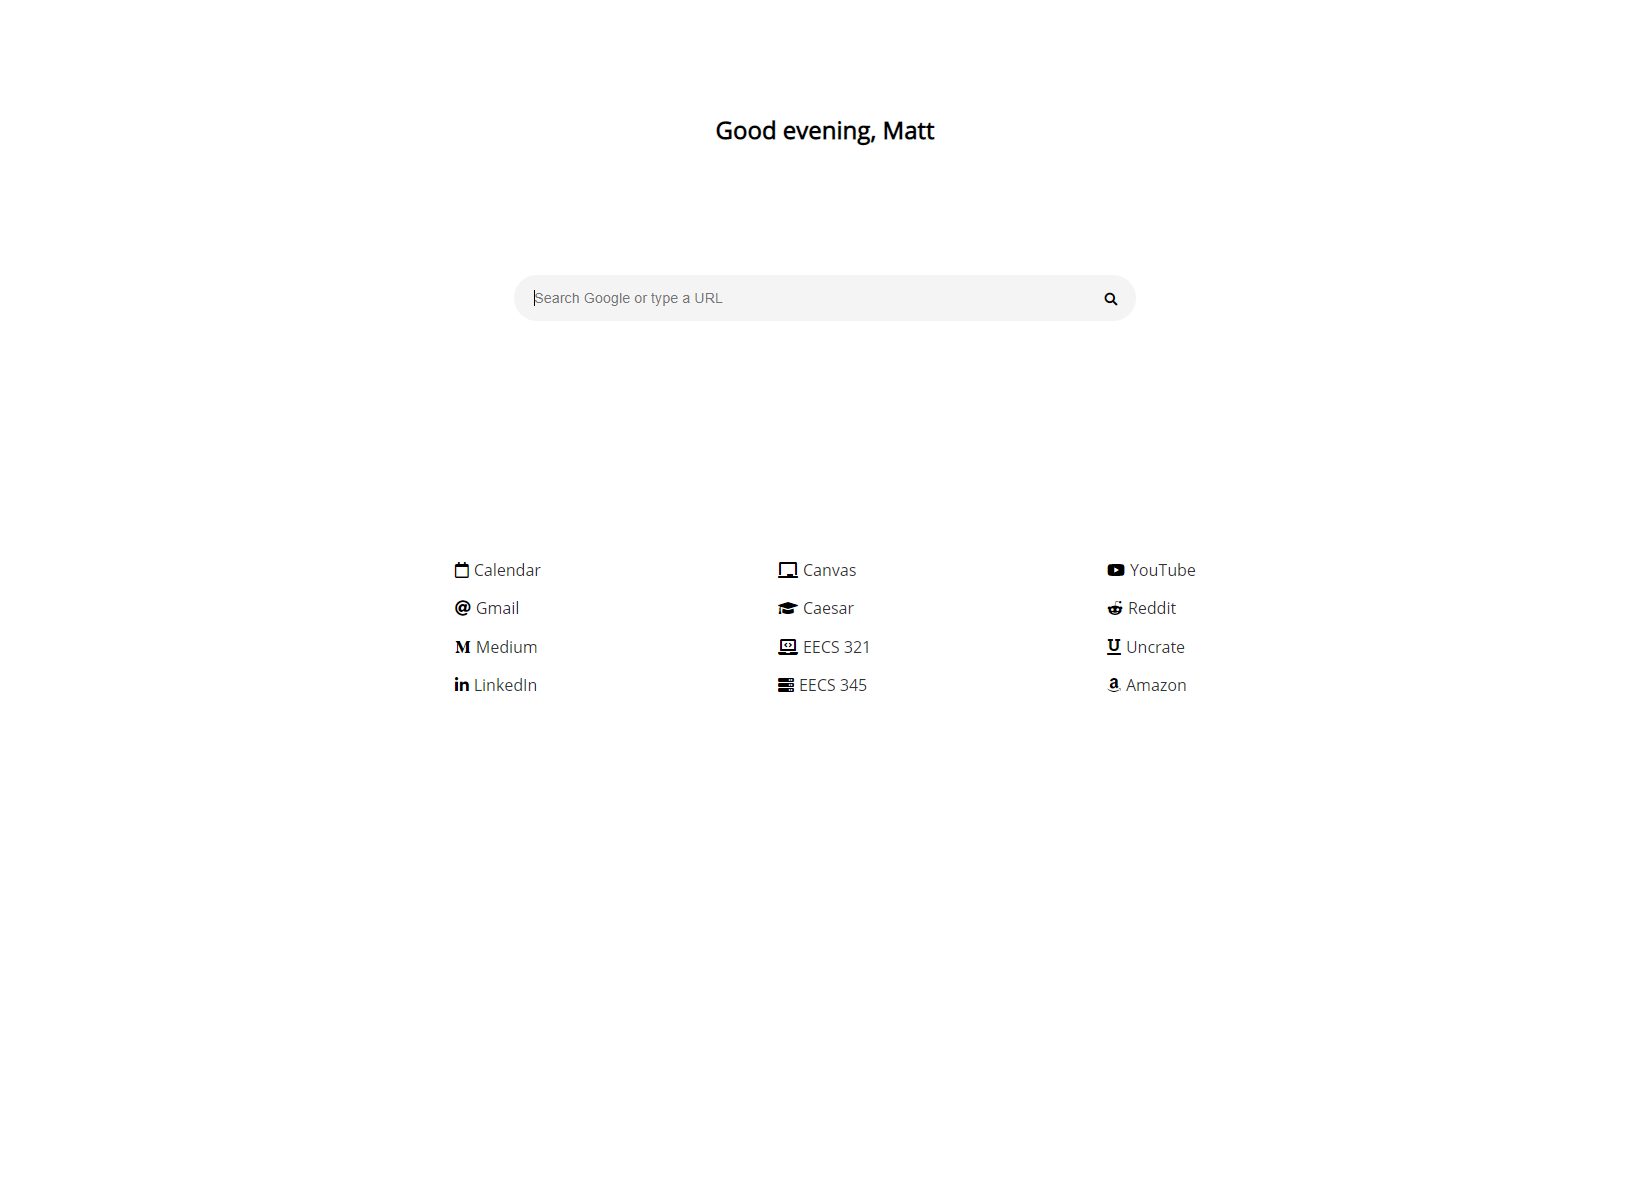 Good evening, Matt
Search Google or type a URL
Calendar
Gmail
Medium
LinkedIn
Canvas
Caesar
EECS 321
EECS 345
YouTube
Reddit
Uncrate
Amazon